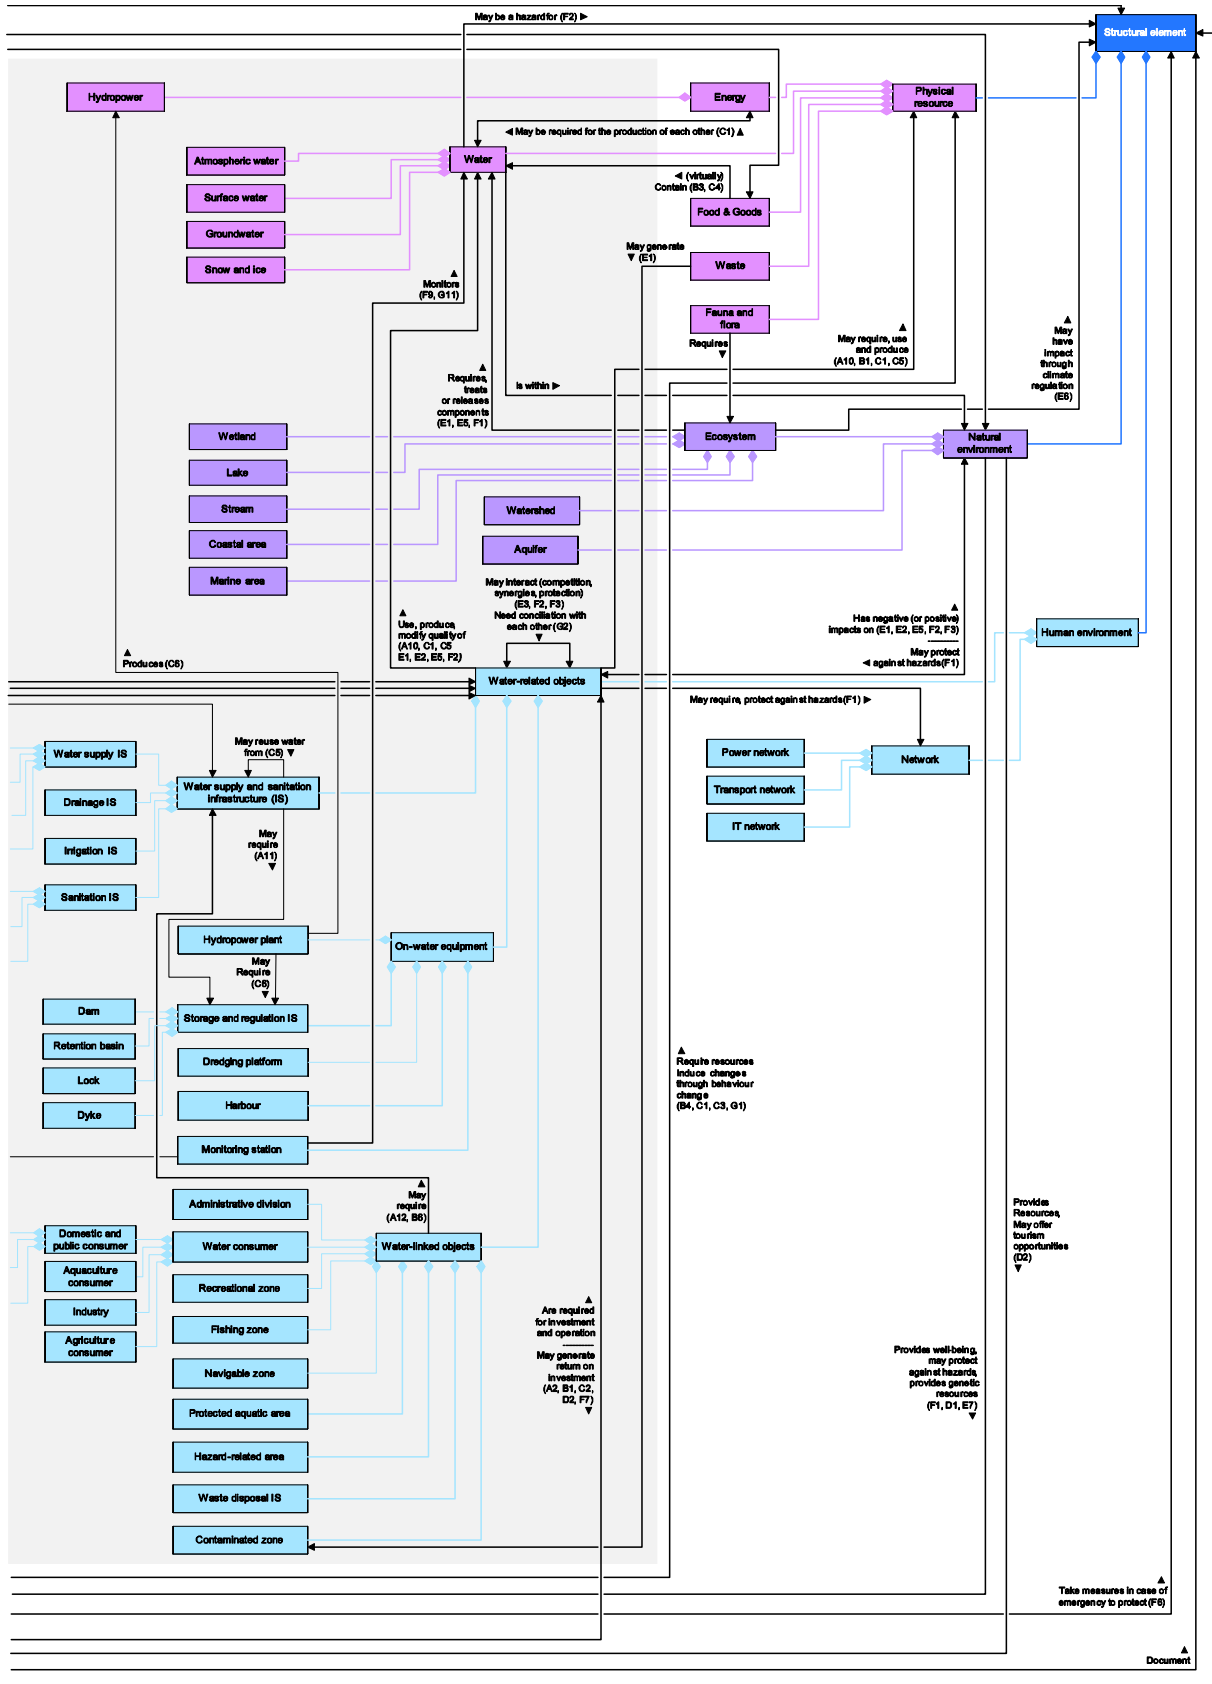 May be a hazard for (F2) ►
Structural element
Hydropower
Energy
Physical
resource
◄ May be required for the production of each other (C1) ▲
Atmospheric water
Water
◄ (virtually)
Contain (B3, C4)
Surface water
Food & Goods
Groundwater
May generate
▼ (E1)
Snow and ice
Waste
▲
Monitors
(F9, G11)
Fauna and
flora
Requires
▼
▲
May require, use
and produce
(A10, B1, C1, C5)
▲
May
have
impact
through
climate
regulation
(E6)
▲
Requires,
treats
or releases
components
(E1, E5, F1)
Is within ►
Wetland
Ecosystem
Natural
environment
Lake
Stream
Watershed
Coastal area
Aquifer
Marine area
May interact (competition,
synergies, protection)
(E3, F2, F3)
Need conciliation with
each other (G2)
▼
▲
Use, produce,
modify quality of
(A10, C1, C5
E1, E2, E5, F2)
▲
Has negative (or positive)
impacts on (E1, E2, E5, F2, F3)
May protect
◄ against hazards (F1)
Human environment
▲
Produces (C6)
Water-related objects
May require, protect against hazards (F1) ►
Water supply IS
May reuse water
from (C5) ▼
Power network
Network
Water supply and sanitation
infrastructure (IS)
Transport network
Drainage IS
IT network
May
require
(A11)
▼
Irrigation IS
Sanitation IS
Hydropower plant
On-water equipment
May
Require
(C6)
▼
Dam
Storage and regulation IS
Retention basin
Dredging platform
▲
Require resources
Induce changes
through behaviour
change
(B4, C1, C3, G1)
Lock
Harbour
Dyke
Monitoring station
Administrative division
▲
May
require
(A12, B6)
Provides
Resources,
May offer
tourism
opportunities
(D2)
▼
Domestic and
public consumer
Water consumer
Water-linked objects
Aquaculture
consumer
Recreational zone
Industry
Fishing zone
▲
Are required
for investment
and operation
May generate
return on
investment
(A2, B1, C2,
D2, F7)
▼
Agriculture
consumer
Navigable zone
Provides well-being,
may protect
against hazards,
provides genetic
resources
(F1, D1, E7)
▼
Protected aquatic area
Hazard-related area
Waste disposal IS
Contaminated zone
▲
Take measures in case of
emergency to protect (F6)
▲
Document